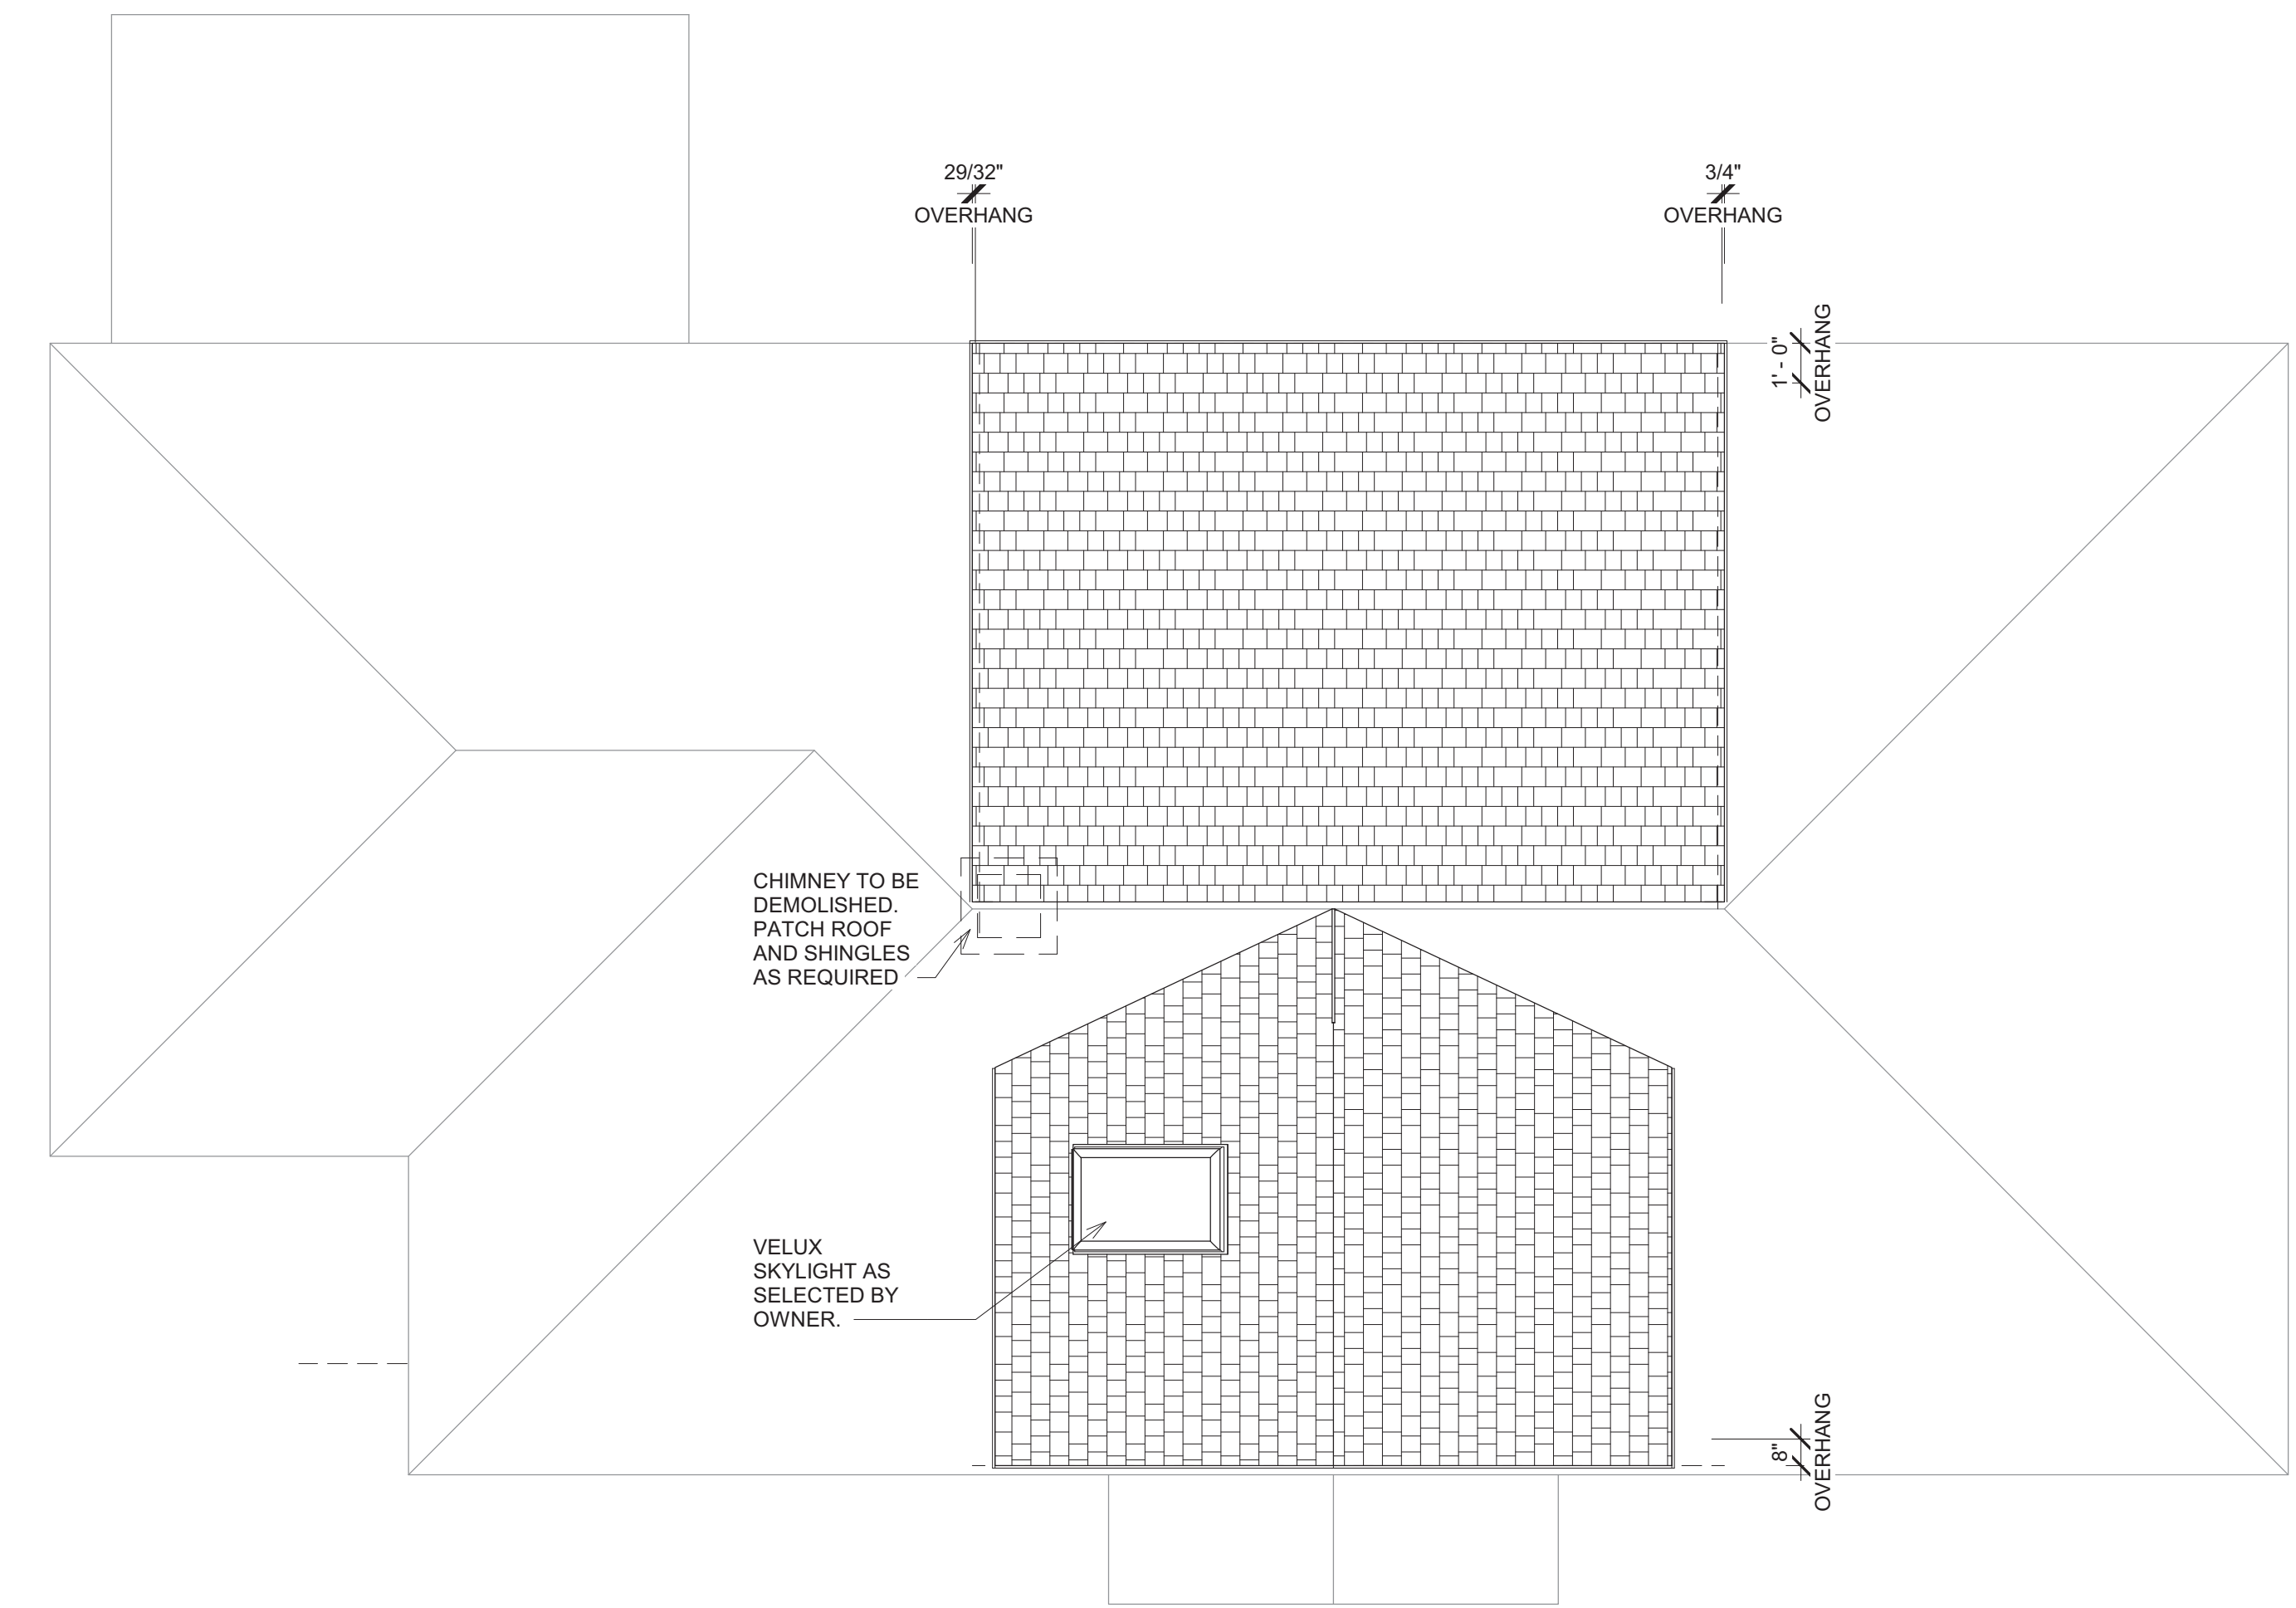 29/32"
OVERHANG
3/4"
OVERHANG
1' - 0"
OVERHANG
CHIMNEY TO BE
DEMOLISHED.
PATCH ROOF
AND SHINGLES
AS REQUIRED
VELUX
SKYLIGHT AS
SELECTED BY
OWNER.
8"
OVERHANG